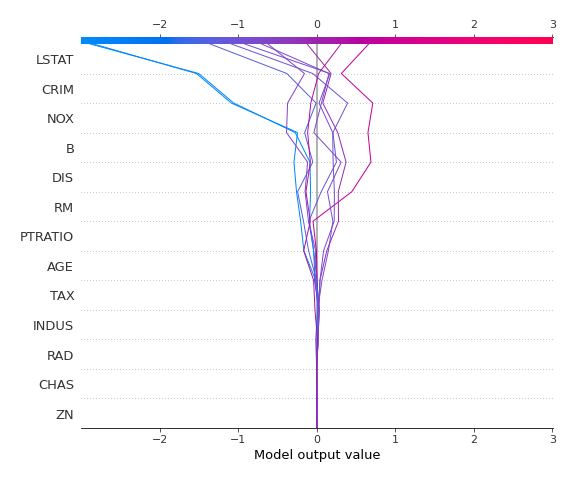 −2 −1 0 1 2 3
LSTAT
CRIM
NOX
B
DIS
RM
PTRATIO
AGE
TAX
INDUS
RAD
CHAS
ZN
−2 −1 0 1 2 3
Model output value